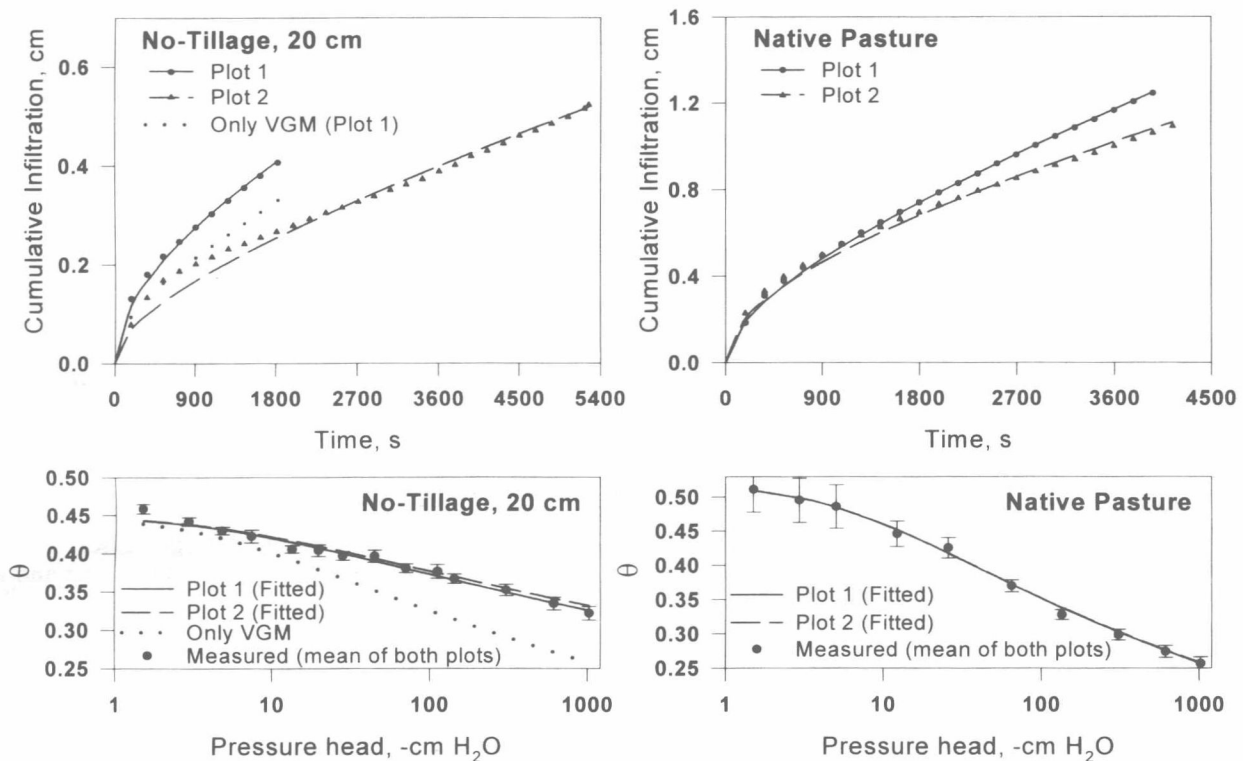 No-Tillage, 20 cm
Plot 1
Plot 2
Only VGM (Plot 1)
Cumulative Infiltration, cm
0.6
0.4
0.2
0.0
0 900 1800 2700 3600 4500 5400
Time, s
Native Pasture
Plot 1
Plot 2
Cumulative Infiltration, cm
1.6
1.2
0.8
0.4
0.0
0 900 1800 2700 3600 4500
Time, s
No-Tillage, 20 cm
θ
0.50
0.45
0.40
0.35
0.30
0.25
Plot 1 (Fitted)
Plot 2 (Fitted)
Only VGM
Measured (mean of both plots)
1 10 100 1000
Pressure head, -cm H₂O
Native Pasture
θ
0.50
0.45
0.40
0.35
0.30
0.25
Plot 1 (Fitted)
Plot 2 (Fitted)
Measured (mean of both plots)
1 10 100 1000
Pressure head, -cm H₂O